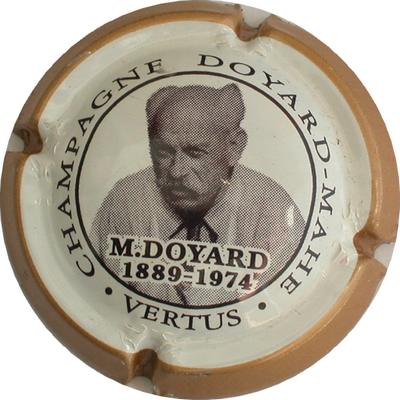 CHAMPAGNE DOYARD-MAHE
M.DOYARD
1889-1974
• VERTUS •